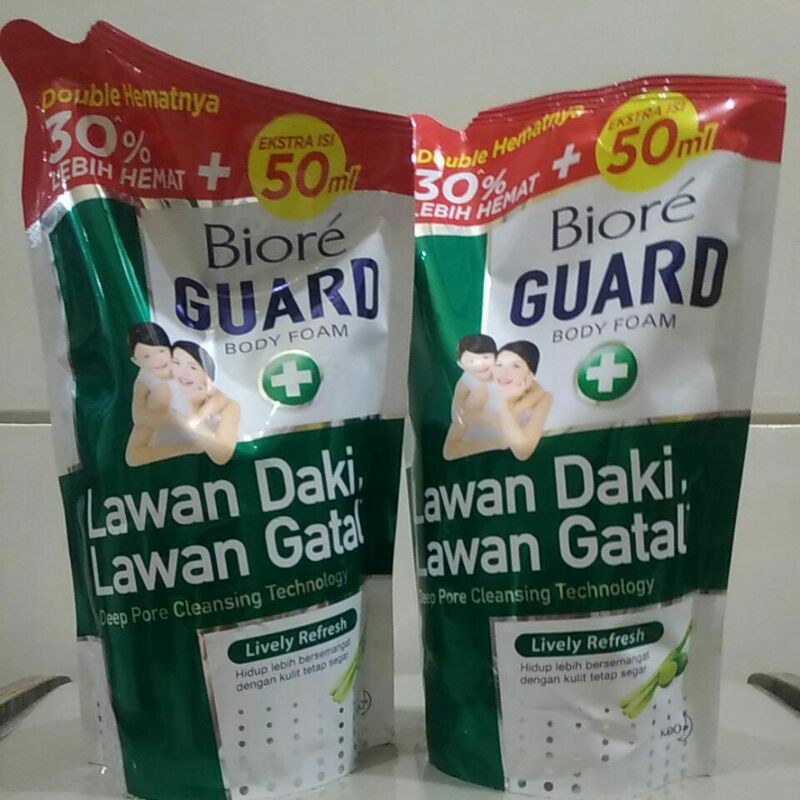 Double Hematnya
30%
LEBIH HEMAT
+
EKSTRA ISI
50ml
Bioré
GUARD
BODY FOAM
Lawan Daki,
Lawan Gatal
Deep Pore Cleansing Technology
Lively Refresh
Hidup lebih bersemangat
dengan kulit tetap segar
Double Hematnya
30%
LEBIH HEMAT
+
EKSTRA ISI
50ml
Bioré
GUARD
BODY FOAM
Lawan Daki,
Lawan Gatal
Deep Pore Cleansing Technology
Lively Refresh
Hidup lebih bersemangat
dengan kulit tetap segar
KAO